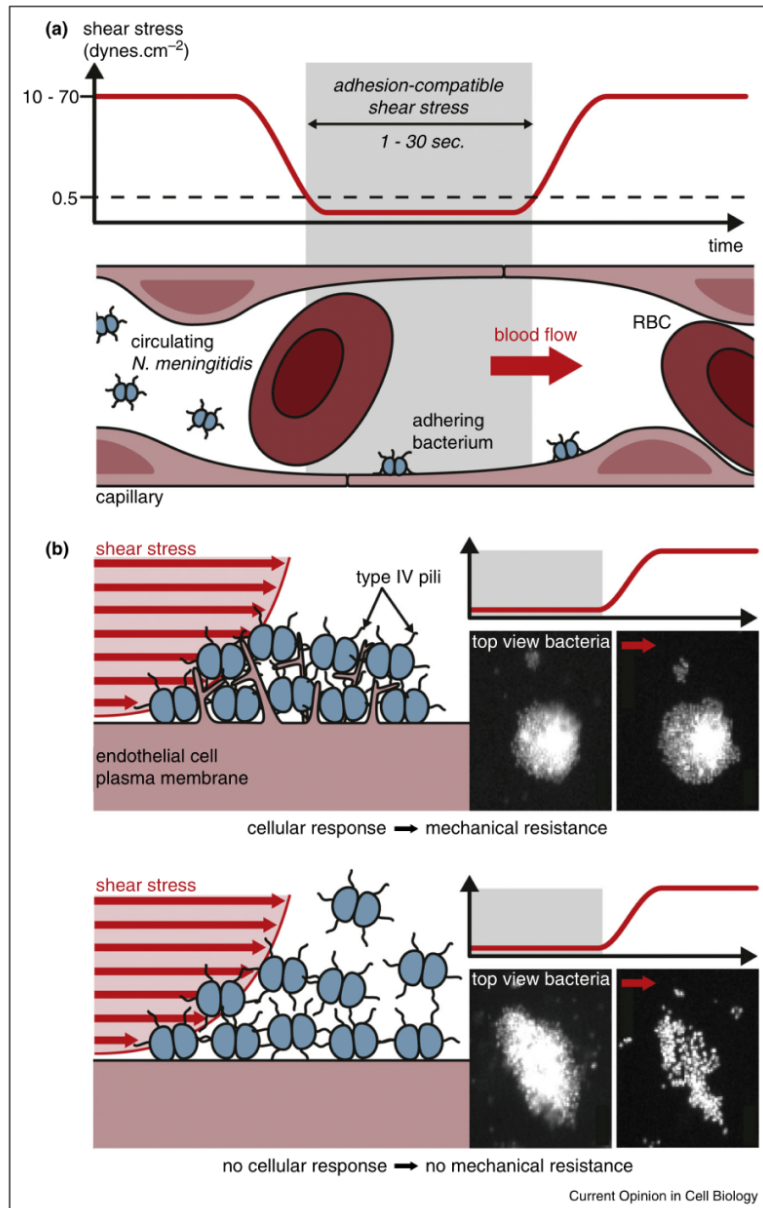 (a)
shear stress
(dynes.cm⁻²)
10 - 70
adhesion-compatible
shear stress
1 - 30 sec.
0.5
time
circulating
N. meningitidis
blood flow
RBC
adhering
bacterium
capillary
(b)
shear stress
type IV pili
top view bacteria
endothelial cell
plasma membrane
cellular response → mechanical resistance
shear stress
top view bacteria
no cellular response → no mechanical resistance
Current Opinion in Cell Biology